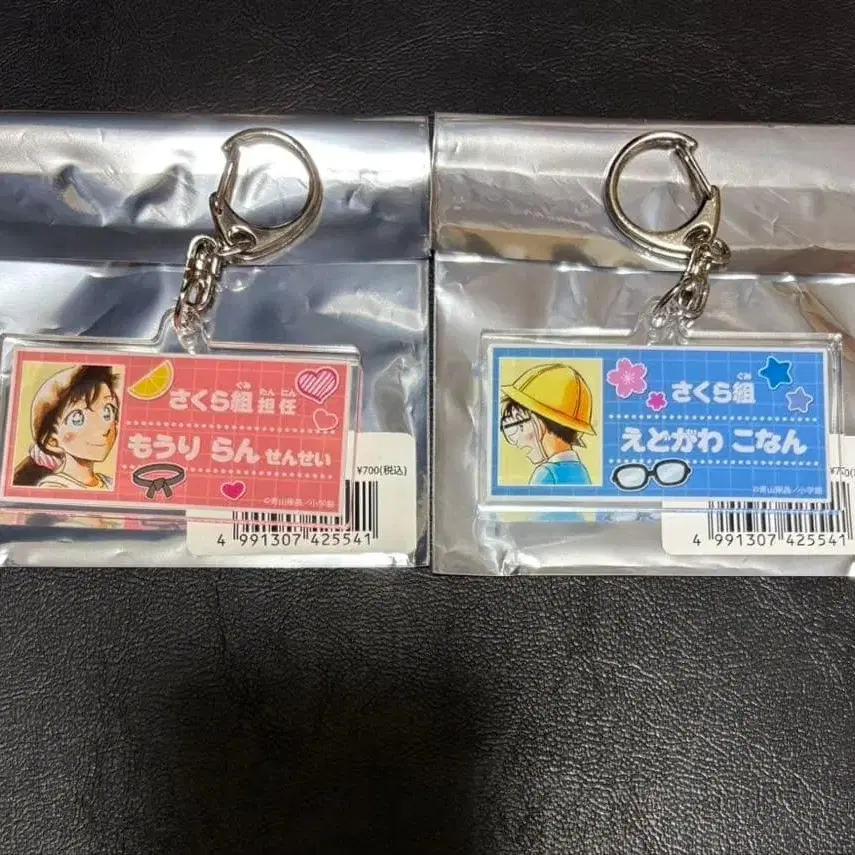 さくら組 担任
ぐみ たんにん
もうり らん せんせい
©青山剛昌／小学館
¥700(税込)
4 991307 425541
さくら組
ぐみ
えどがわ こなん
©青山剛昌／小学館
4 991307 425541